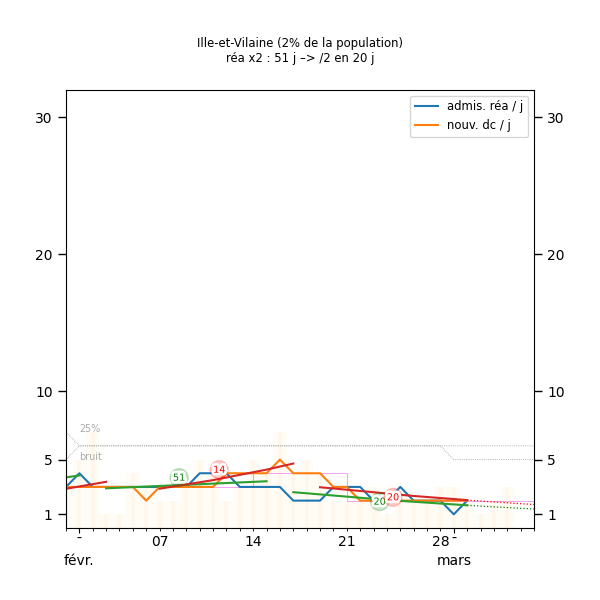 Ille-et-Vilaine (2% de la population)
réa x2 : 51 j –> /2 en 20 j
admis. réa / j
nouv. dc / j
30
30
20
20
10
10
25%
5
5
bruit
14
51
20
20
1
1
07
14
21
28
févr.
mars